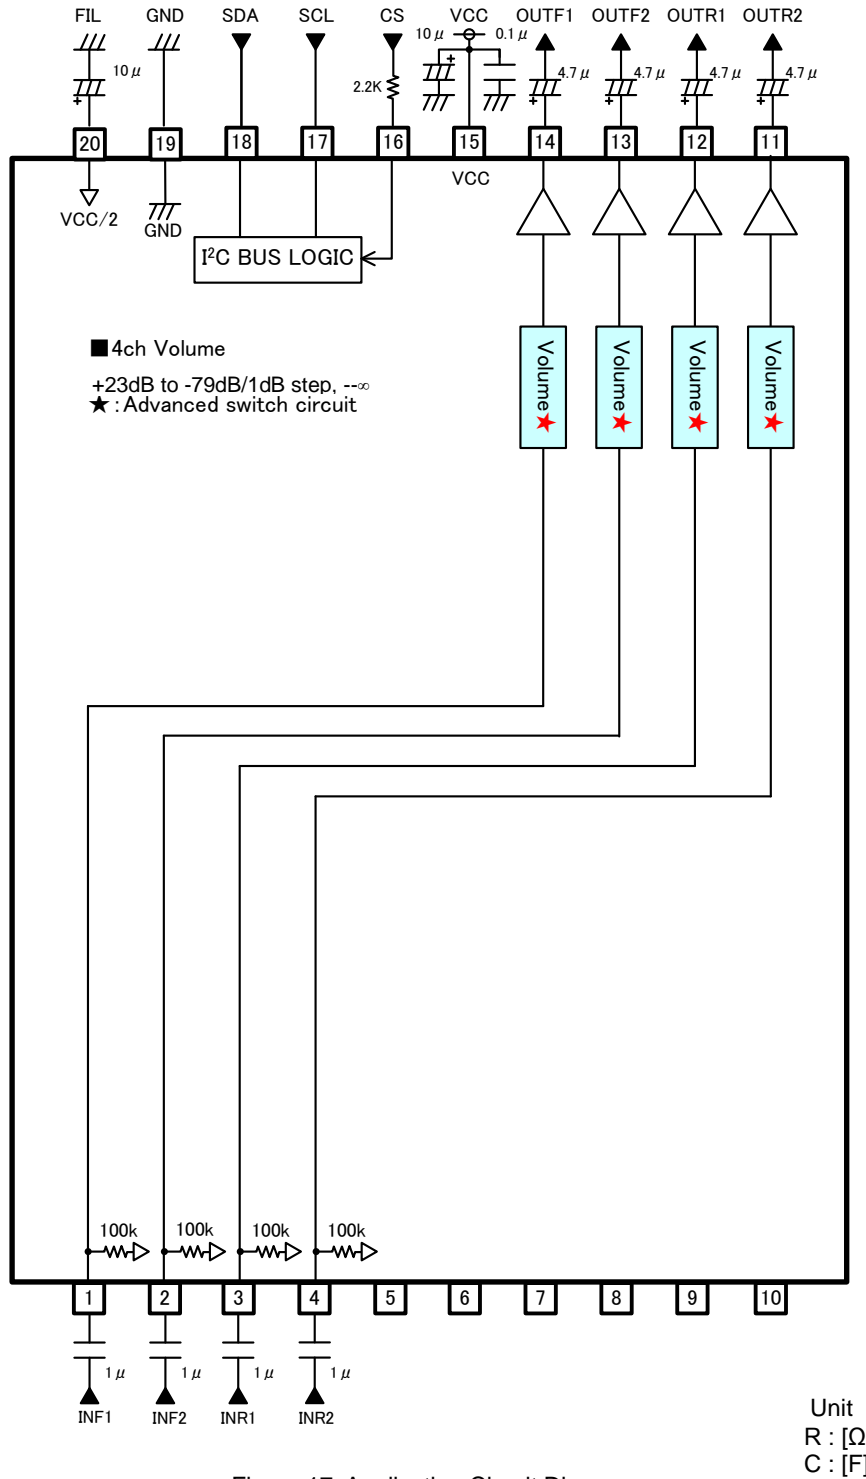 FIL GND SDA SCL CS VCC OUTF1 OUTF2 OUTR1 OUTR2
10μ 2.2K 10μ 0.1μ 4.7μ 4.7μ 4.7μ 4.7μ
+ + + + + +
20 19 18 17 16 15 14 13 12 11
VCC
VCC/2
GND
I²C BUS LOGIC
■4ch Volume
+23dB to -79dB/1dB step, --∞
★:Advanced switch circuit
Volume★ Volume★ Volume★ Volume★
100k 100k 100k 100k
1 2 3 4 5 6 7 8 9 10
1μ 1μ 1μ 1μ
INF1 INF2 INR1 INR2
Unit
R : [Ω
C : [F]